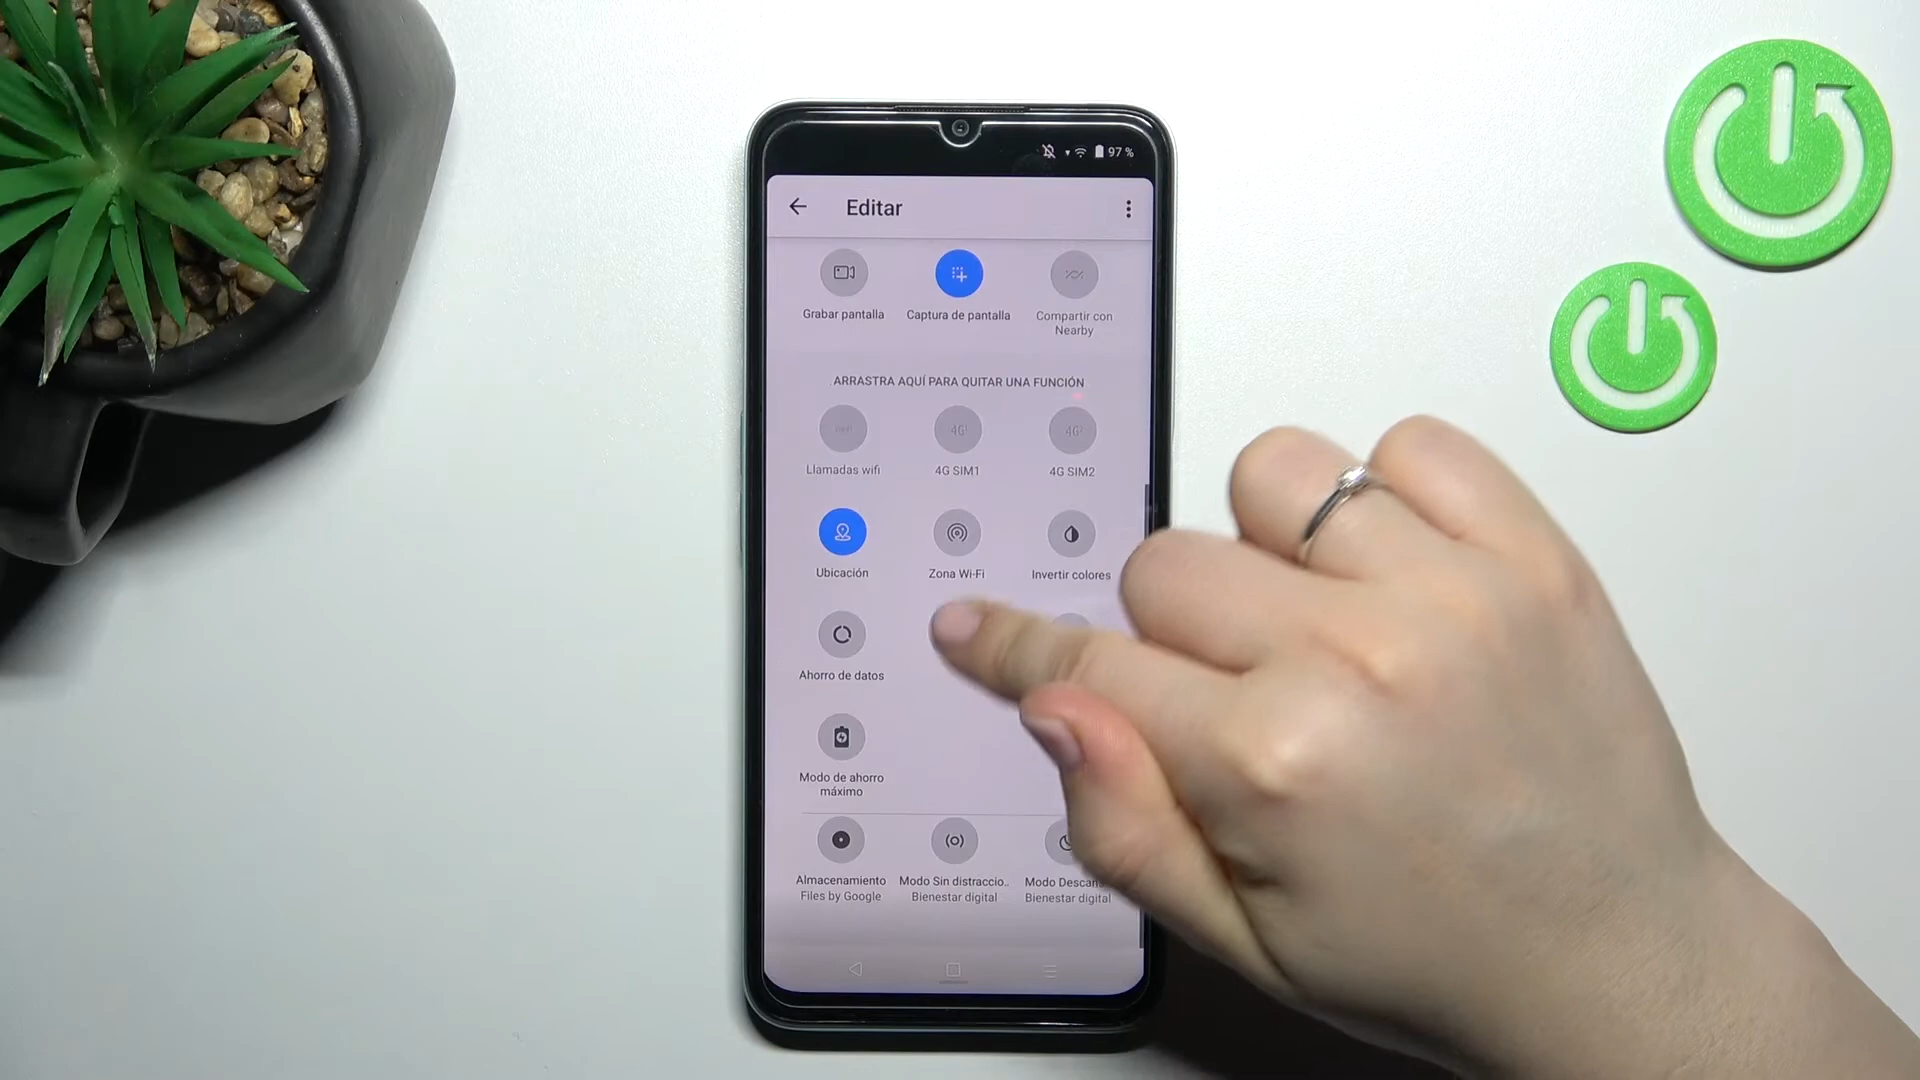 97 %
Editar
Grabar pantalla
Captura de pantalla
Compartir con
Nearby
ARRASTRA AQUÍ PARA QUITAR UNA FUNCIÓN
Llamadas wifi
4G SIM1
4G SIM2
Ubicación
Zona Wi-Fi
Invertir colores
Ahorro de datos
Modo de ahorro
máximo
Almacenamiento
Files by Google
Modo Sin distraccio..
Bienestar digital
Modo Descans
Bienestar digital